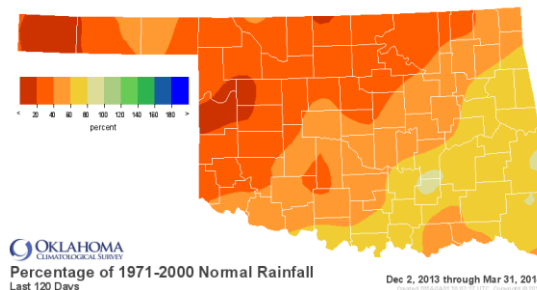 < 20 40 60 80 100 120 140 160 180 >
percent
OKLAHOMA
CLIMATOLOGICAL SURVEY
Percentage of 1971-2000 Normal Rainfall
Last 120 Days
Dec 2, 2013 through Mar 31, 201